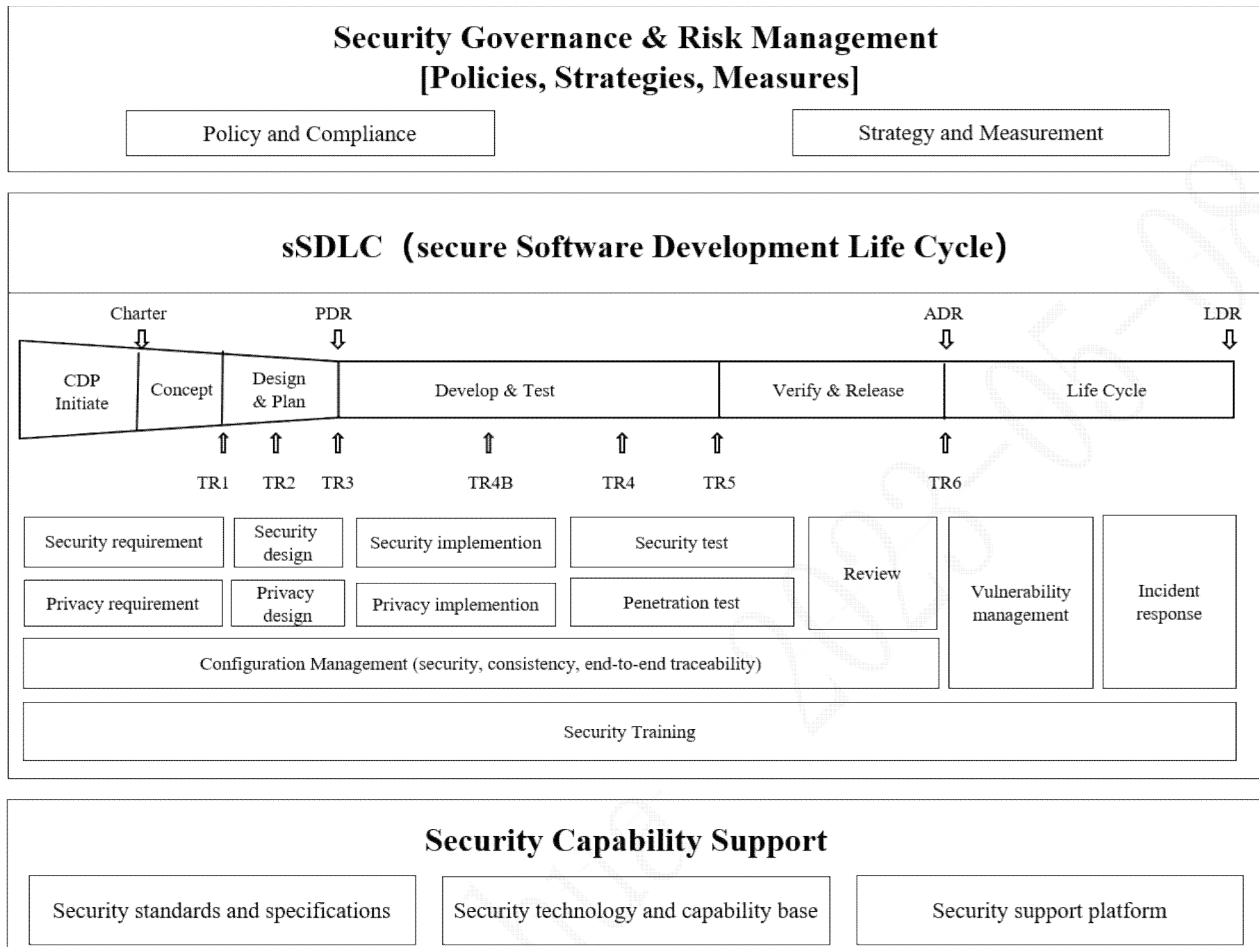 Security Governance & Risk Management
[Policies, Strategies, Measures]
Policy and Compliance
Strategy and Measurement
sSDLC（secure Software Development Life Cycle）
Charter
PDR
ADR
LDR
CDP
Initiate
Concept
Design
& Plan
Develop & Test
Verify & Release
Life Cycle
TR1
TR2
TR3
TR4B
TR4
TR5
TR6
Security requirement
Security
design
Security implemention
Security test
Review
Vulnerability
management
Incident
response
Privacy requirement
Privacy
design
Privacy implemention
Penetration test
Configuration Management (security, consistency, end-to-end traceability)
Security Training
Security Capability Support
Security standards and specifications
Security technology and capability base
Security support platform